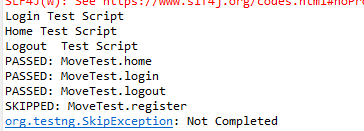 SLF4J(W): See https://www.slf4j.org/codes.html#noPro
Login Test Script
Home Test Script
Logout  Test Script
PASSED: MoveTest.home
PASSED: MoveTest.login
PASSED: MoveTest.logout
SKIPPED: MoveTest.register
org.testng.SkipException: Not Completed